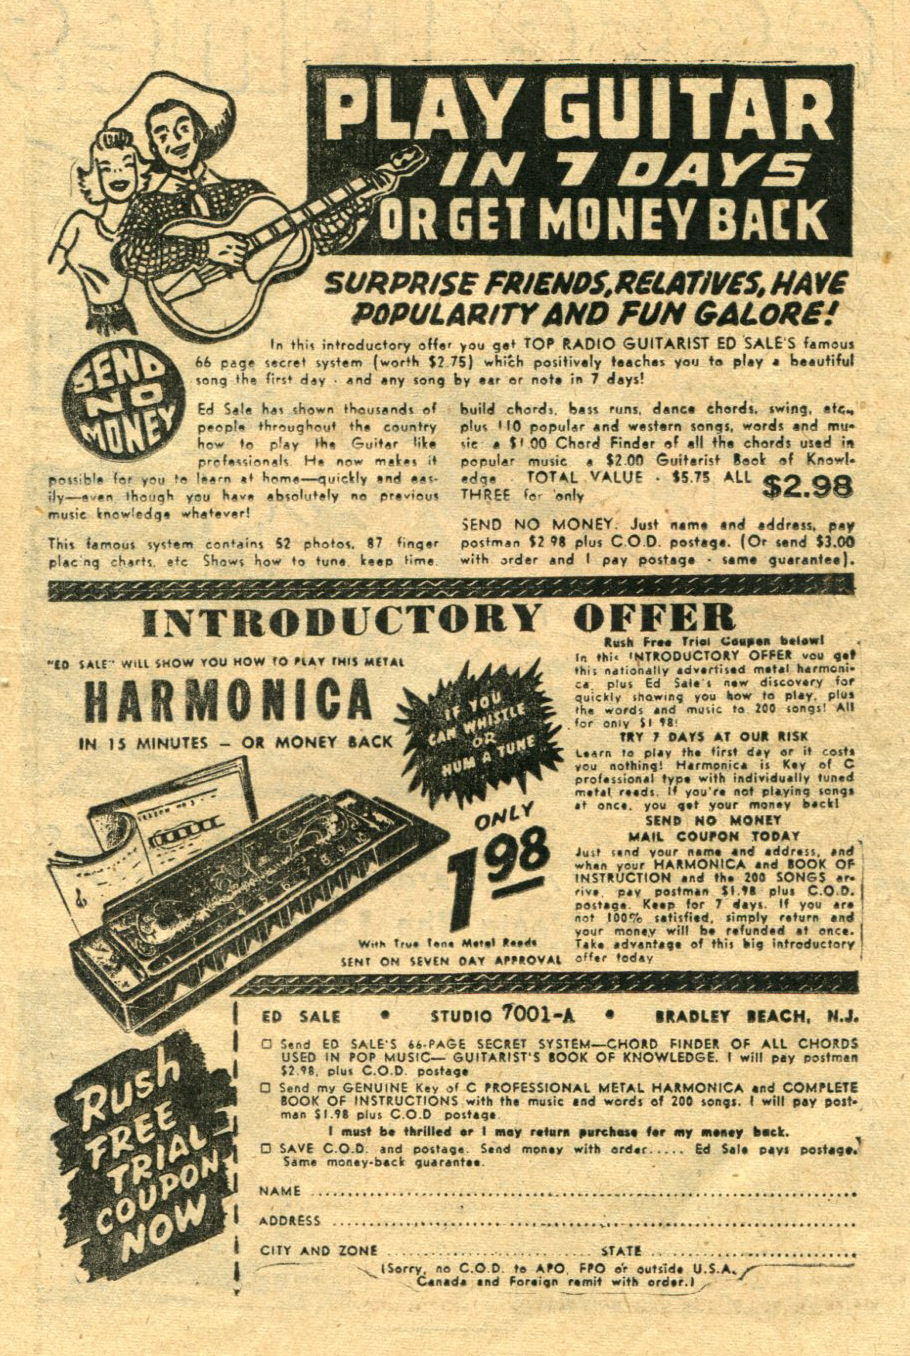 PLAY GUITAR
IN 7 DAYS
OR GET MONEY BACK
SURPRISE FRIENDS, RELATIVES, HAVE
POPULARITY AND FUN GALORE!
SEND
NO
MONEY
In this introductory offer you get TOP RADIO GUITARIST ED SALE'S famous
66 page secret system (worth $2.75) which positively teaches you to play a beautiful
song the first day - and any song by ear or note in 7 days!
Ed Sale has shown thousands of
people throughout the country
how to play the Guitar like
professionals. He now makes it
possible for you to learn at home—quickly and eas-
ily—even though you have absolutely no previous
music knowledge whatever!
This famous system contains 52 photos, 87 finger
placing charts, etc. Shows how to tune, keep time,
build chords, bass runs, dance chords, swing, etc.,
plus 110 popular and western songs, words and mu-
sic; a $1.00 Chord Finder of all the chords used in
popular music; a $2.00 Guitarist Book of Knowl-
edge - TOTAL VALUE - $5.75 ALL
THREE for only $2.98
SEND NO MONEY. Just name and address, pay
postman $2.98 plus C.O.D. postage. (Or send $3.00
with order and I pay postage - same guarantee).
INTRODUCTORY OFFER
"ED SALE" WILL SHOW YOU HOW TO PLAY THIS METAL
HARMONICA
IN 15 MINUTES — OR MONEY BACK
IF YOU
CAN WHISTLE
OR
HUM A TUNE
LESSON NO. 1
ONLY
1.98
With True Tone Metal Reeds
SENT ON SEVEN DAY APPROVAL
Rush Free Trial Coupon below!
In this INTRODUCTORY OFFER you get
this nationally advertised metal harmoni-
ca plus Ed Sale's new discovery for
quickly showing you how to play, plus
the words and music to 200 songs! All
for only $1.98!
TRY 7 DAYS AT OUR RISK
Learn to play the first day or it costs
you nothing! Harmonica is Key of C
professional type with individually tuned
metal reeds. If you're not playing songs
at once, you get your money back!
SEND NO MONEY
MAIL COUPON TODAY
Just send your name and address, and
when your HARMONICA and BOOK OF
INSTRUCTION and the 200 SONGS ar-
rive, pay postman $1.98 plus C.O.D.
postage. Keep for 7 days. If you are
not 100% satisfied, simply return and
your money will be refunded at once.
Take advantage of this big introductory
offer today
Rush
FREE
TRIAL
COUPON
NOW
ED SALE • STUDIO 7001-A • BRADLEY BEACH, N.J.
□ Send ED SALE'S 66-PAGE SECRET SYSTEM—CHORD FINDER OF ALL CHORDS
USED IN POP MUSIC— GUITARIST'S BOOK OF KNOWLEDGE. I will pay postman
$2.98, plus C.O.D. postage
□ Send my GENUINE Key of C PROFESSIONAL METAL HARMONICA and COMPLETE
BOOK OF INSTRUCTIONS with the music and words of 200 songs. I will pay post-
man $1.98 plus C.O.D postage.
I must be thrilled or I may return purchase for my money back.
□ SAVE C.O.D. and postage. Send money with order..... Ed Sale pays postage.
Same money-back guarantee.
NAME
ADDRESS
CITY AND ZONE STATE
(Sorry, no C.O.D. to APO, FPO or outside U.S.A.
Canada and Foreign remit with order.)